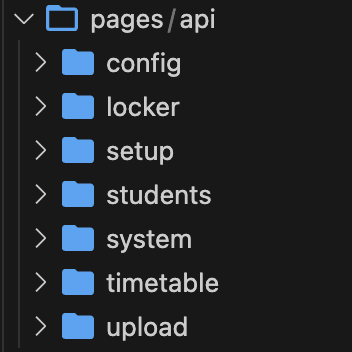 pages/api
config
locker
setup
students
system
timetable
upload